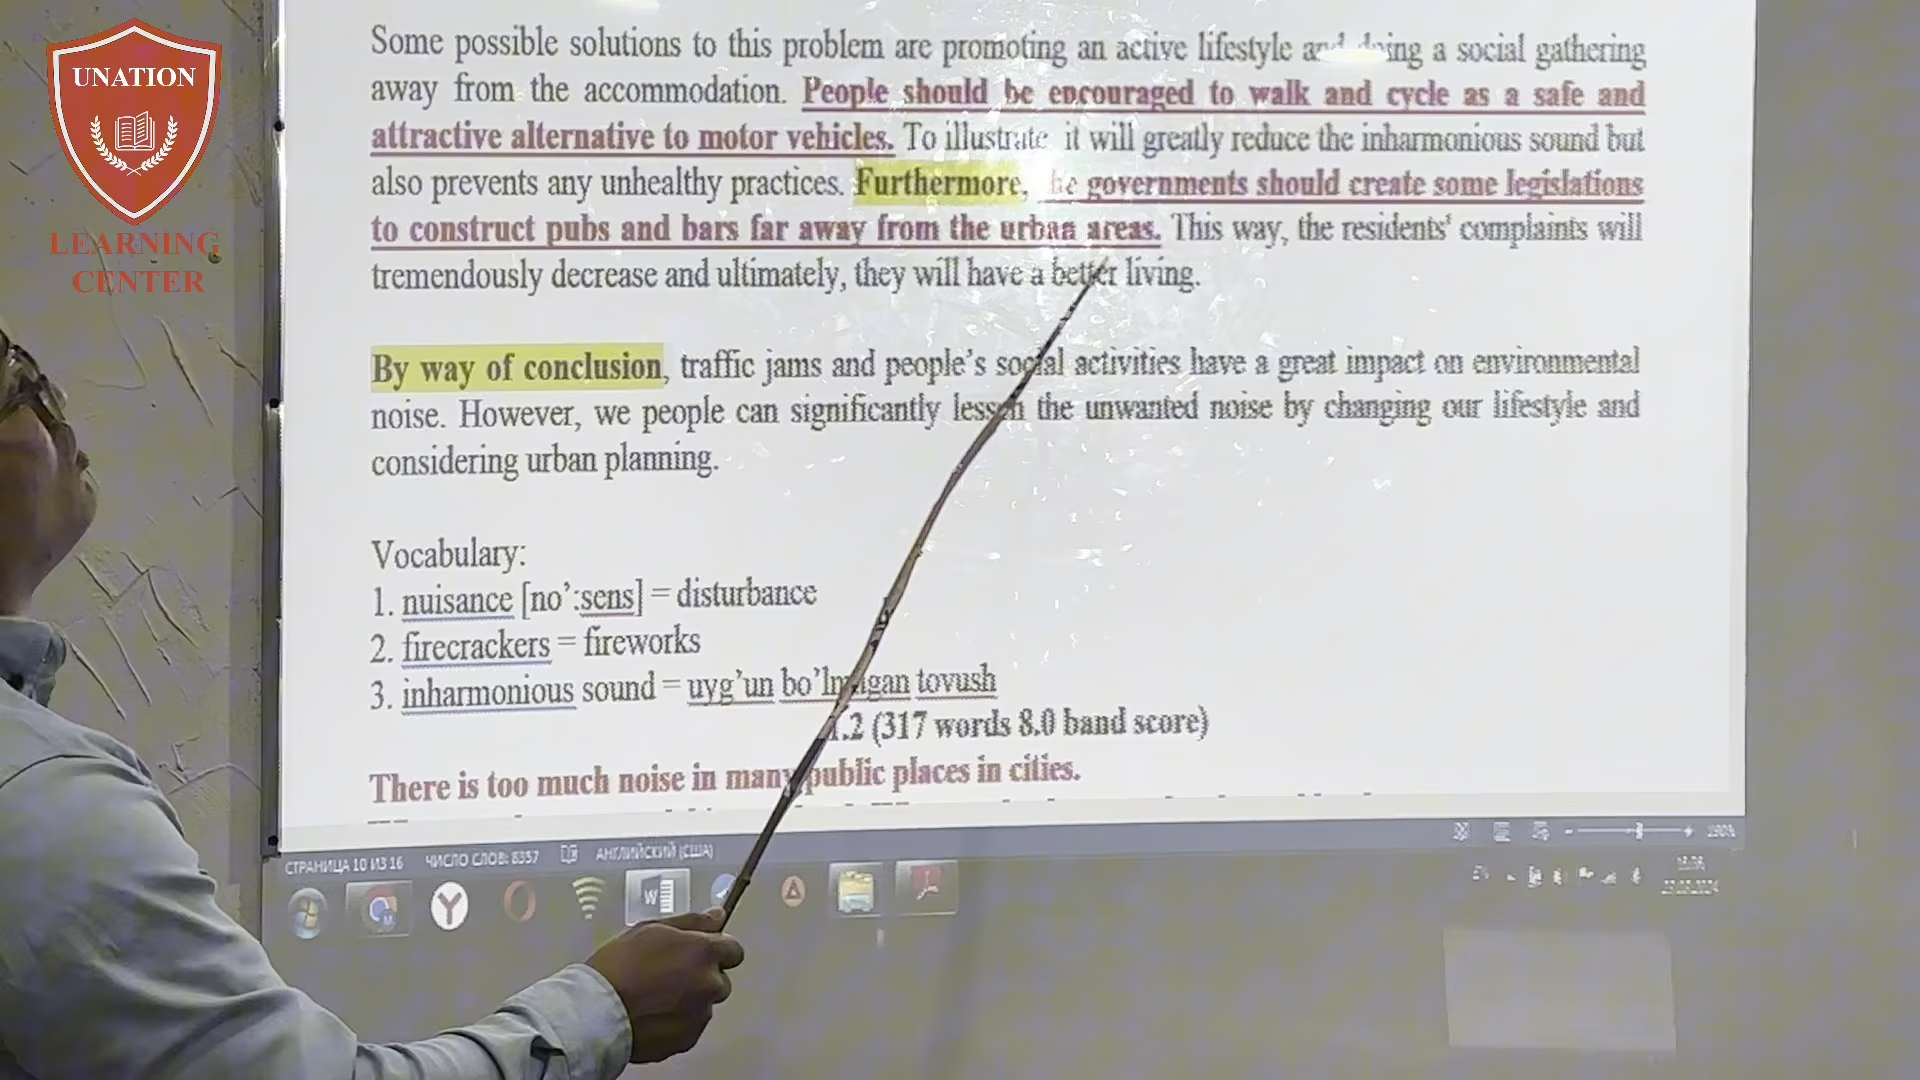 UNATION
LEARNING
CENTER
Some possible solutions to this problem are promoting an active lifestyle and doing a social gathering
away from the accommodation. People should be encouraged to walk and cycle as a safe and
attractive alternative to motor vehicles. To illustrate it will greatly reduce the inharmonious sound but
also prevents any unhealthy practices. Furthermore, he governments should create some legislations
to construct pubs and bars far away from the urban areas. This way, the residents' complaints will
tremendously decrease and ultimately, they will have a better living.
By way of conclusion, traffic jams and people's social activities have a great impact on environmental
noise. However, we people can significantly lessen the unwanted noise by changing our lifestyle and
considering urban planning.
Vocabulary:
1. nuisance [no’:sens] = disturbance
2. firecrackers = fireworks
3. inharmonious sound = uyg’un bo’lmagan tovush
1.2 (317 words 8.0 band score)
There is too much noise in many public places in cities.
СТРАНИЦА 10 ИЗ 16 ЧИСЛО СЛОВ: 8357 АНГЛИЙСКИЙ (США) 190%